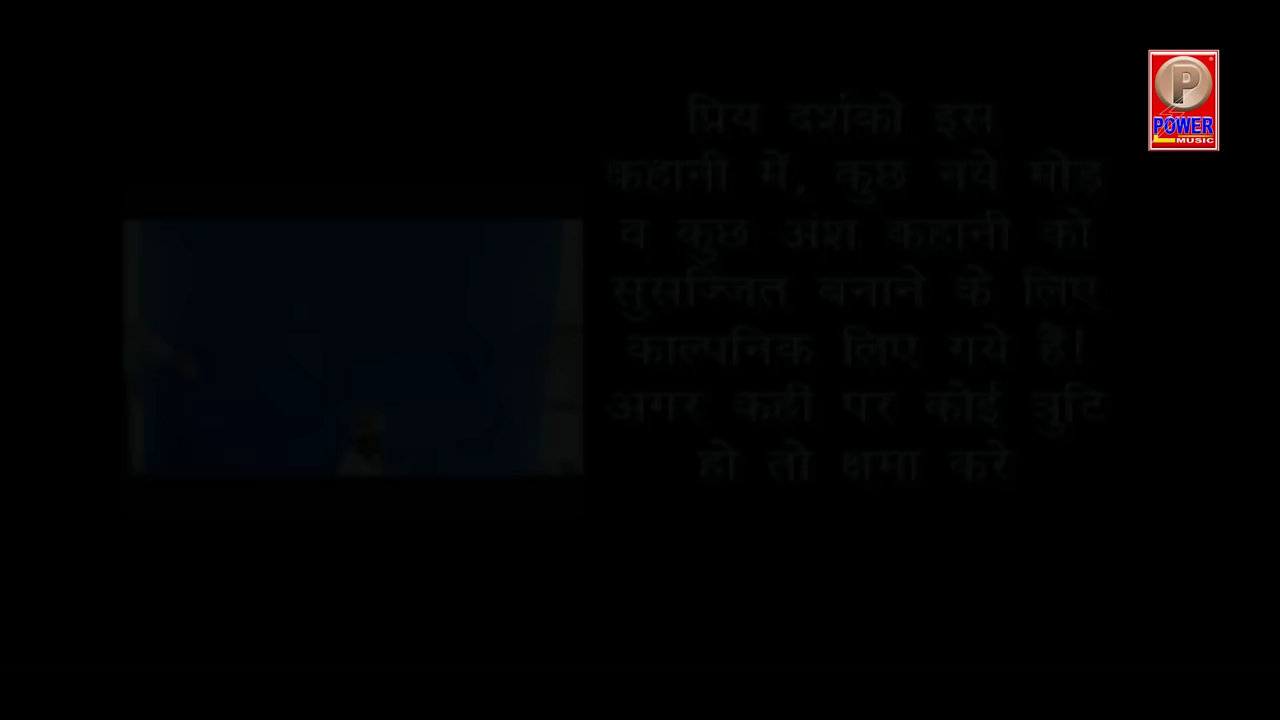 प्रिय दर्शको इस
कहानी में, कुछ नये मोड़
व कुछ अंश कहानी को
सुसज्जित बनाने के लिए
काल्पनिक लिए गये हैं!
अगर कही पर कोई त्रुटि
हो तो क्षमा करे
P
POWER
MUSIC